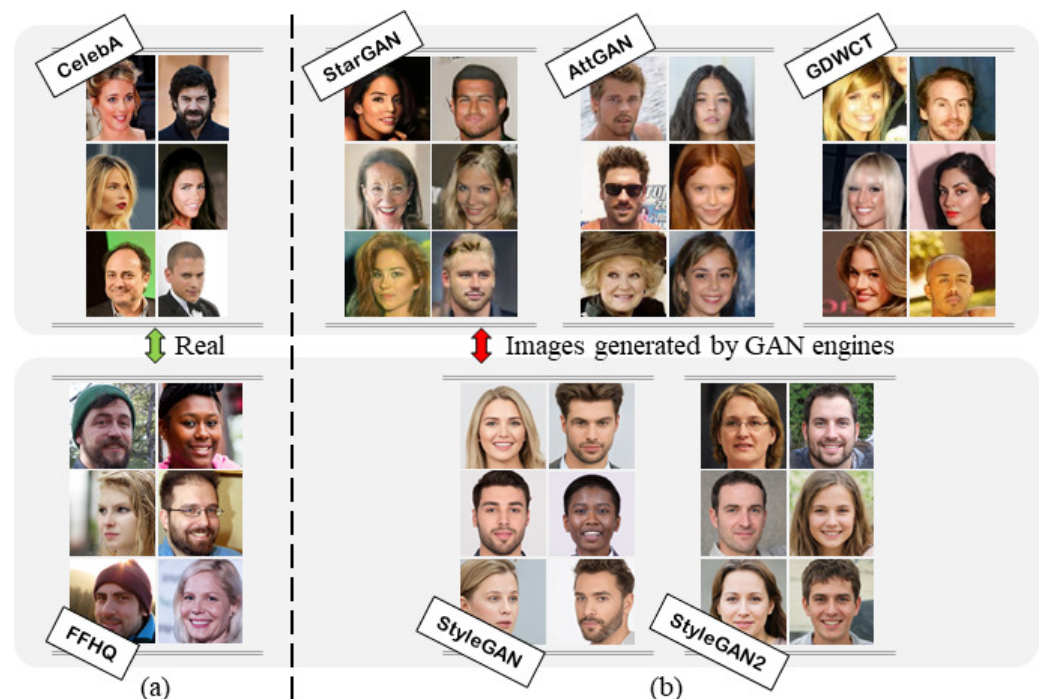 CelebA
StarGAN
AttGAN
GDWCT
Real
Images generated by GAN engines
FFHQ
StyleGAN
StyleGAN2
(a)
(b)